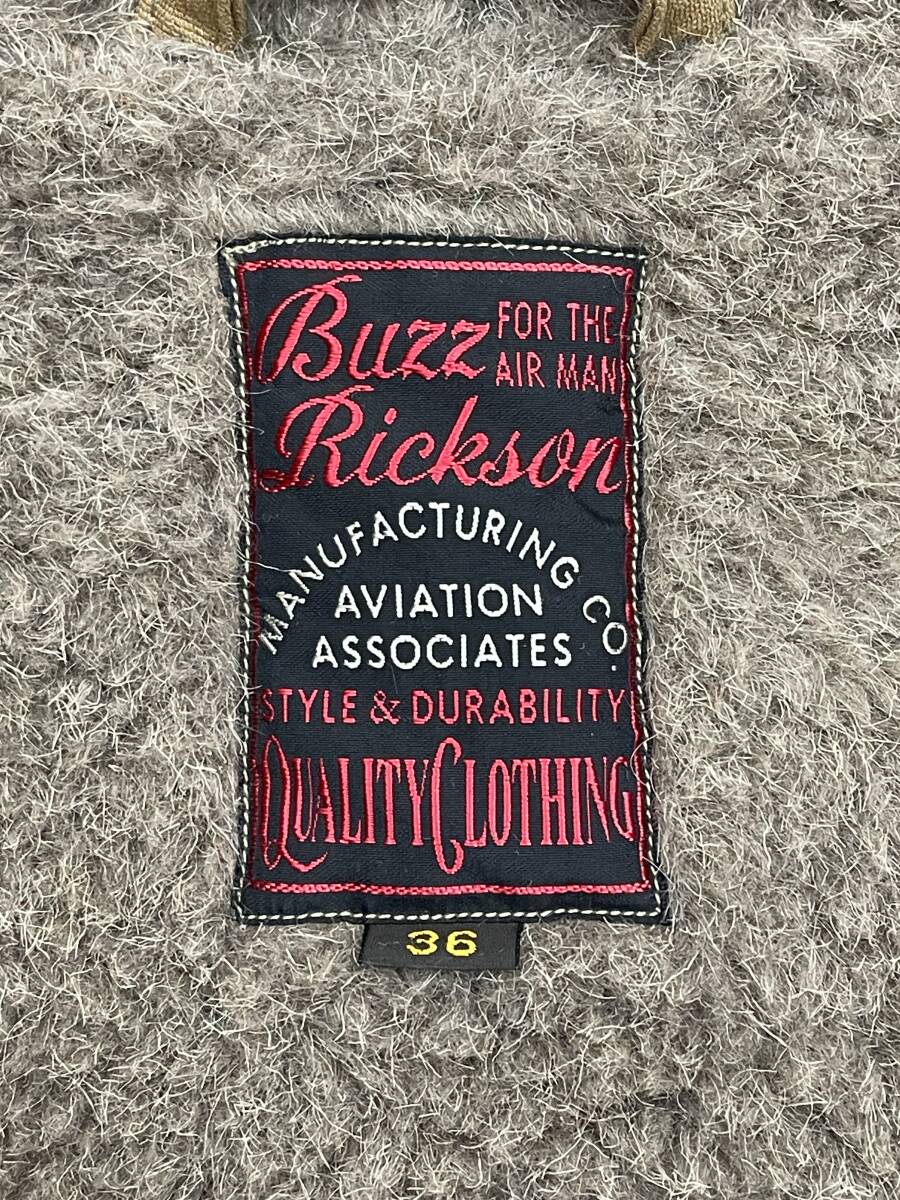 Buzz FOR THE
AIR MAN
Rickson
MANUFACTURING CO.
AVIATION
ASSOCIATES
STYLE & DURABILITY
QUALITY CLOTHING
36